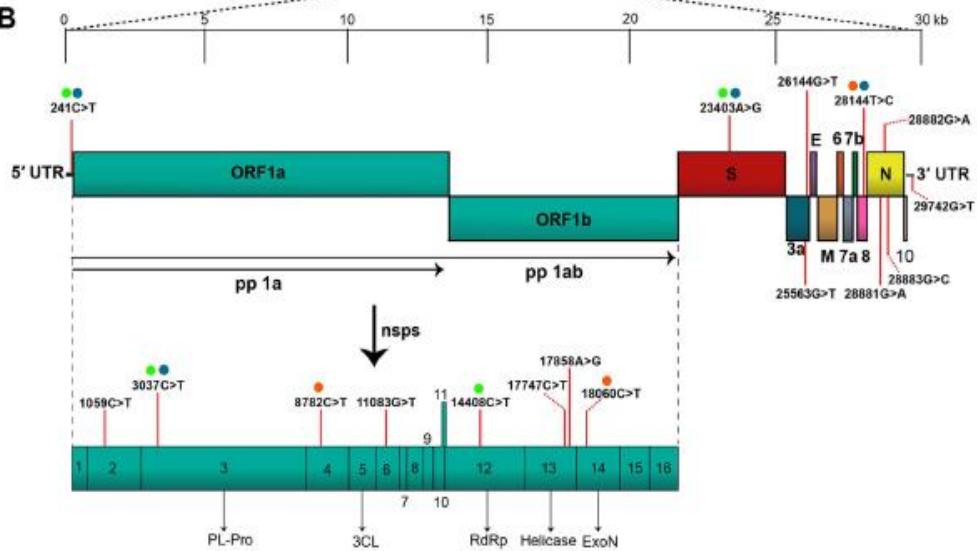 B
0 5 10 15 20 25 30 kb
26144G>T
241C>T 23403A>G 28144T>C
28882G>A
E 6 7b
5' UTR ORF1a S N 3' UTR
29742G>T
ORF1b
3a M 7a 8 10
pp 1a pp 1ab
28883G>C
25563G>T 28881G>A
nsps
17858A>G
3037C>T 17747C>T
1059C>T 8782C>T 11083G>T 11 14408C>T 18060C>T
9
1 2 3 4 5 6 8 12 13 14 15 16
7 10
PL-Pro 3CL RdRp Helicase ExoN